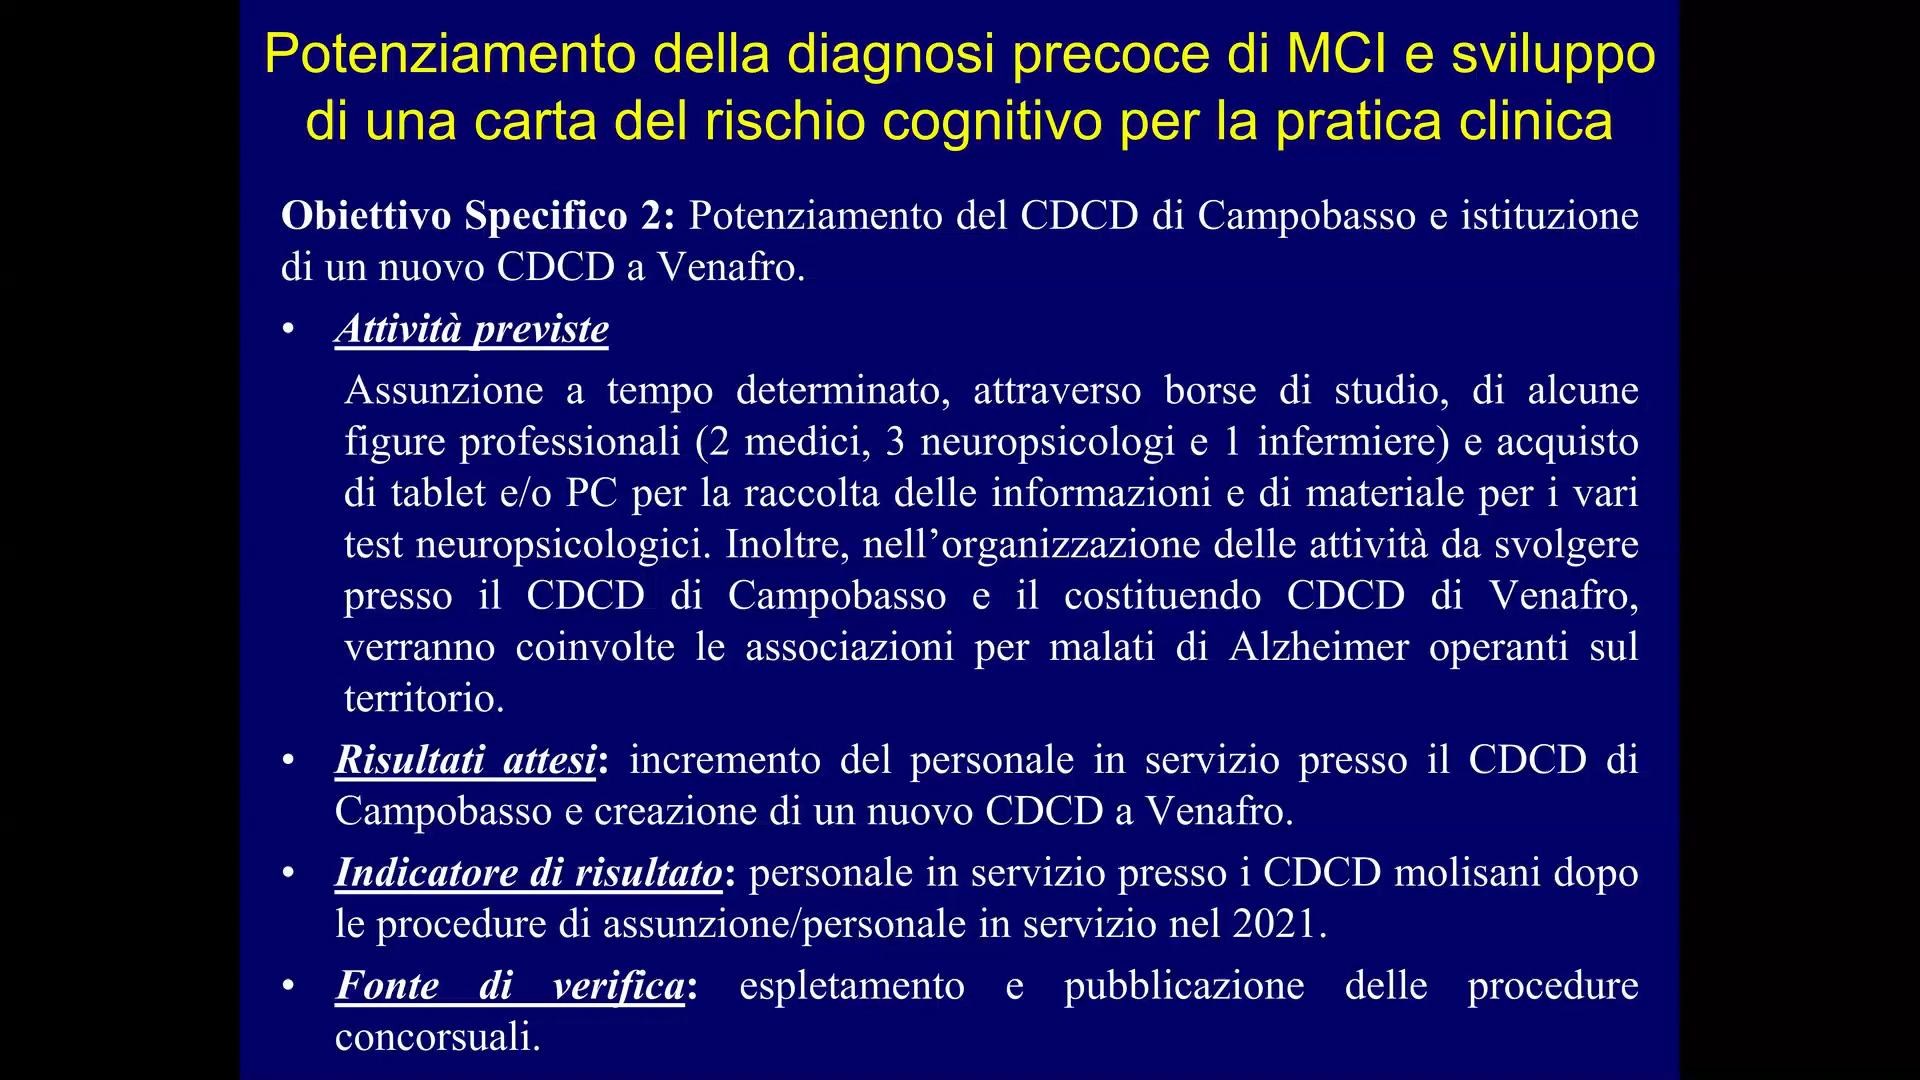 Potenziamento della diagnosi precoce di MCI e sviluppo
di una carta del rischio cognitivo per la pratica clinica
Obiettivo Specifico 2: Potenziamento del CDCD di Campobasso e istituzione
di un nuovo CDCD a Venafro.
• Attività previste
Assunzione a tempo determinato, attraverso borse di studio, di alcune
figure professionali (2 medici, 3 neuropsicologi e 1 infermiere) e acquisto
di tablet e/o PC per la raccolta delle informazioni e di materiale per i vari
test neuropsicologici. Inoltre, nell’organizzazione delle attività da svolgere
presso il CDCD di Campobasso e il costituendo CDCD di Venafro,
verranno coinvolte le associazioni per malati di Alzheimer operanti sul
territorio.
• Risultati attesi: incremento del personale in servizio presso il CDCD di
Campobasso e creazione di un nuovo CDCD a Venafro.
• Indicatore di risultato: personale in servizio presso i CDCD molisani dopo
le procedure di assunzione/personale in servizio nel 2021.
• Fonte di verifica: espletamento e pubblicazione delle procedure
concorsuali.